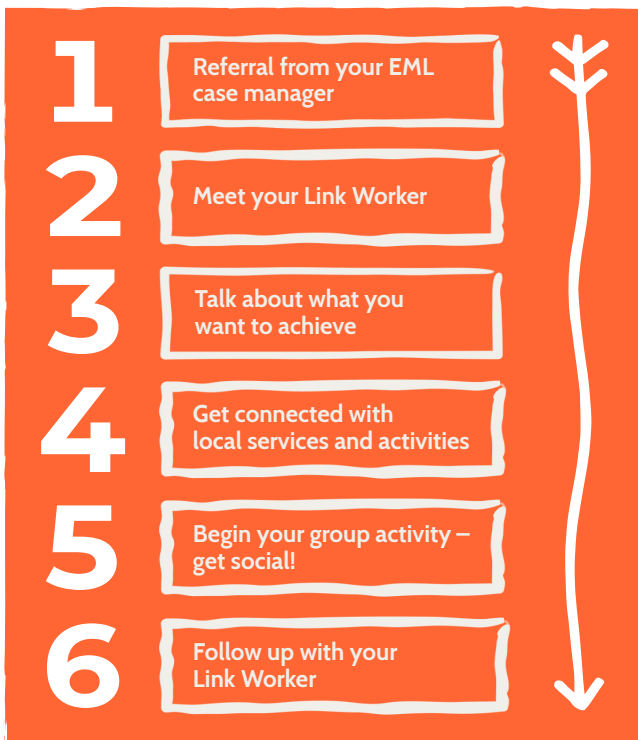 1
Referral from your EML
case manager
2
Meet your Link Worker
3
Talk about what you
want to achieve
4
Get connected with
local services and activities
5
Begin your group activity –
get social!
6
Follow up with your
Link Worker